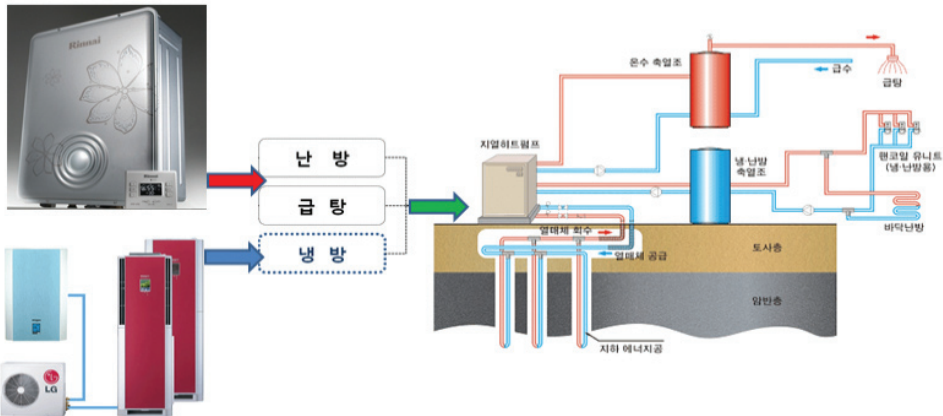 Rinnai
난 방
급 탕
냉 방
LG
온수 축열조
급수
급탕
지열히트펌프
냉·난방
축열조
팬코일 유니트
(냉·난방용)
바닥난방
열매체 회수
열매체 공급
토사층
암반층
지하 에너지공